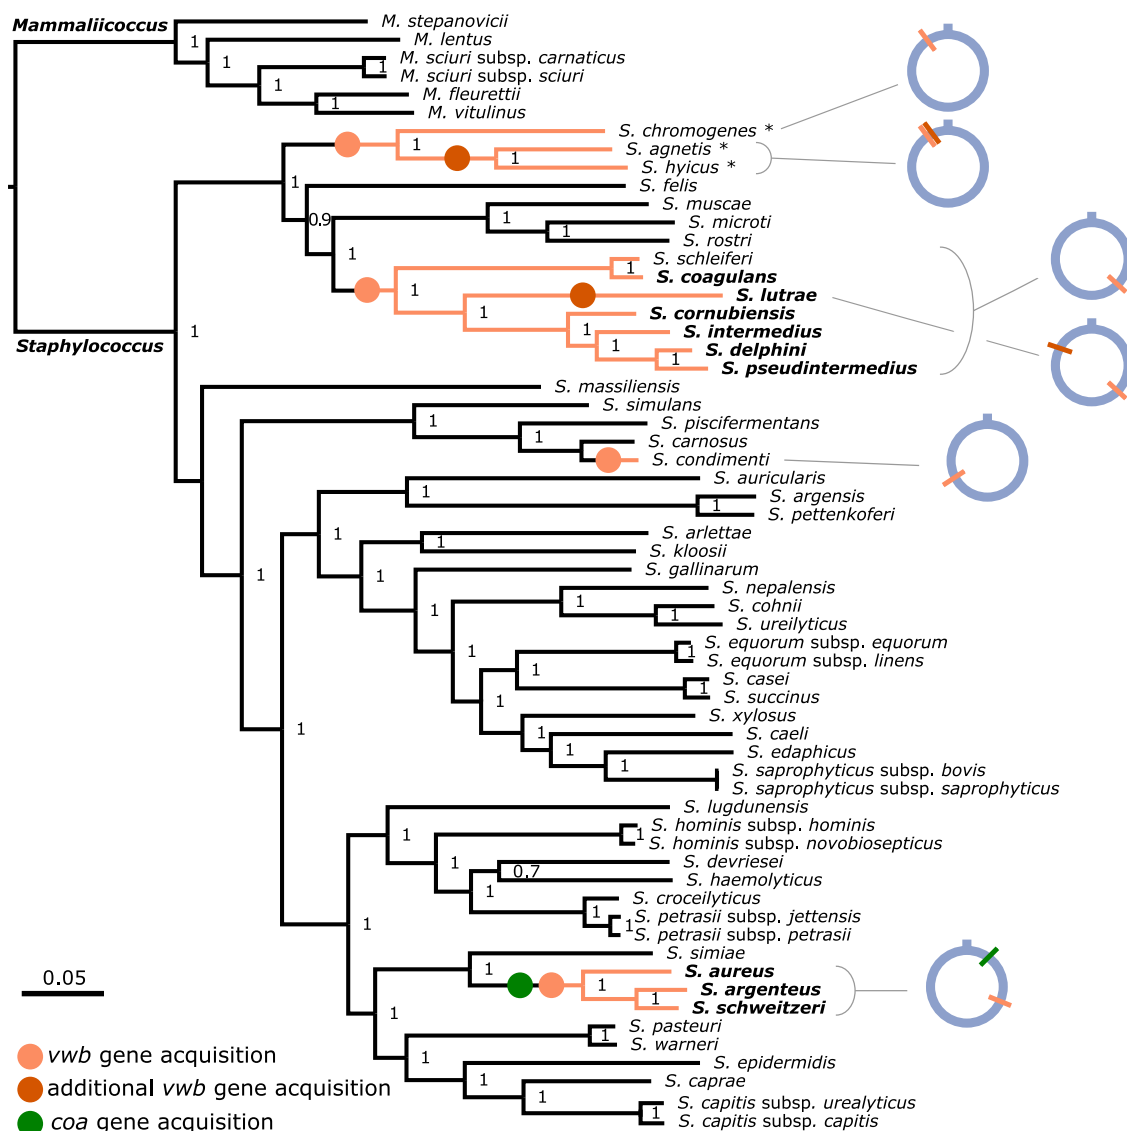 Mammaliicoccus
M. stepanovicii
1
M. lentus
1
M. sciuri subsp. carnaticus
1
M. sciuri subsp. sciuri
1
M. fleurettii
1
M. vitulinus
S. chromogenes *
1
S. agnetis *
1
S. hyicus *
1
S. felis
0.9
S. muscae
1
S. microti
1
S. rostri
1
S. schleiferi
1
S. coagulans
1
S. lutrae
1
S. cornubiensis
1
S. intermedius
1
S. delphini
1
S. pseudintermedius
1
Staphylococcus
S. massiliensis
S. simulans
1
S. piscifermentans
1
S. carnosus
S. condimenti
S. auricularis
1
S. argensis
1
S. pettenkoferi
S. arlettae
1
1
S. kloosii
S. gallinarum
1
1
S. nepalensis
1
S. cohnii
1
S. ureilyticus
1
S. equorum subsp. equorum
1
1
S. equorum subsp. linens
1
S. casei
1
S. succinus
1
S. xylosus
1
S. caeli
1
S. edaphicus
1
S. saprophyticus subsp. bovis
S. saprophyticus subsp. saprophyticus
1
S. lugdunensis
1
S. hominis subsp. hominis
1
S. hominis subsp. novobiosepticus
1
S. devriesei
0.7
S. haemolyticus
1
S. croceilyticus
1
S. petrasii subsp. jettensis
1
S. petrasii subsp. petrasii
1
S. simiae
1
S. aureus
1
S. argenteus
1
S. schweitzeri
1
S. pasteuri
1
S. warneri
1
S. epidermidis
1
S. caprae
1
S. capitis subsp. urealyticus
1
S. capitis subsp. capitis
0.05
vwb gene acquisition
additional vwb gene acquisition
coa gene acquisition